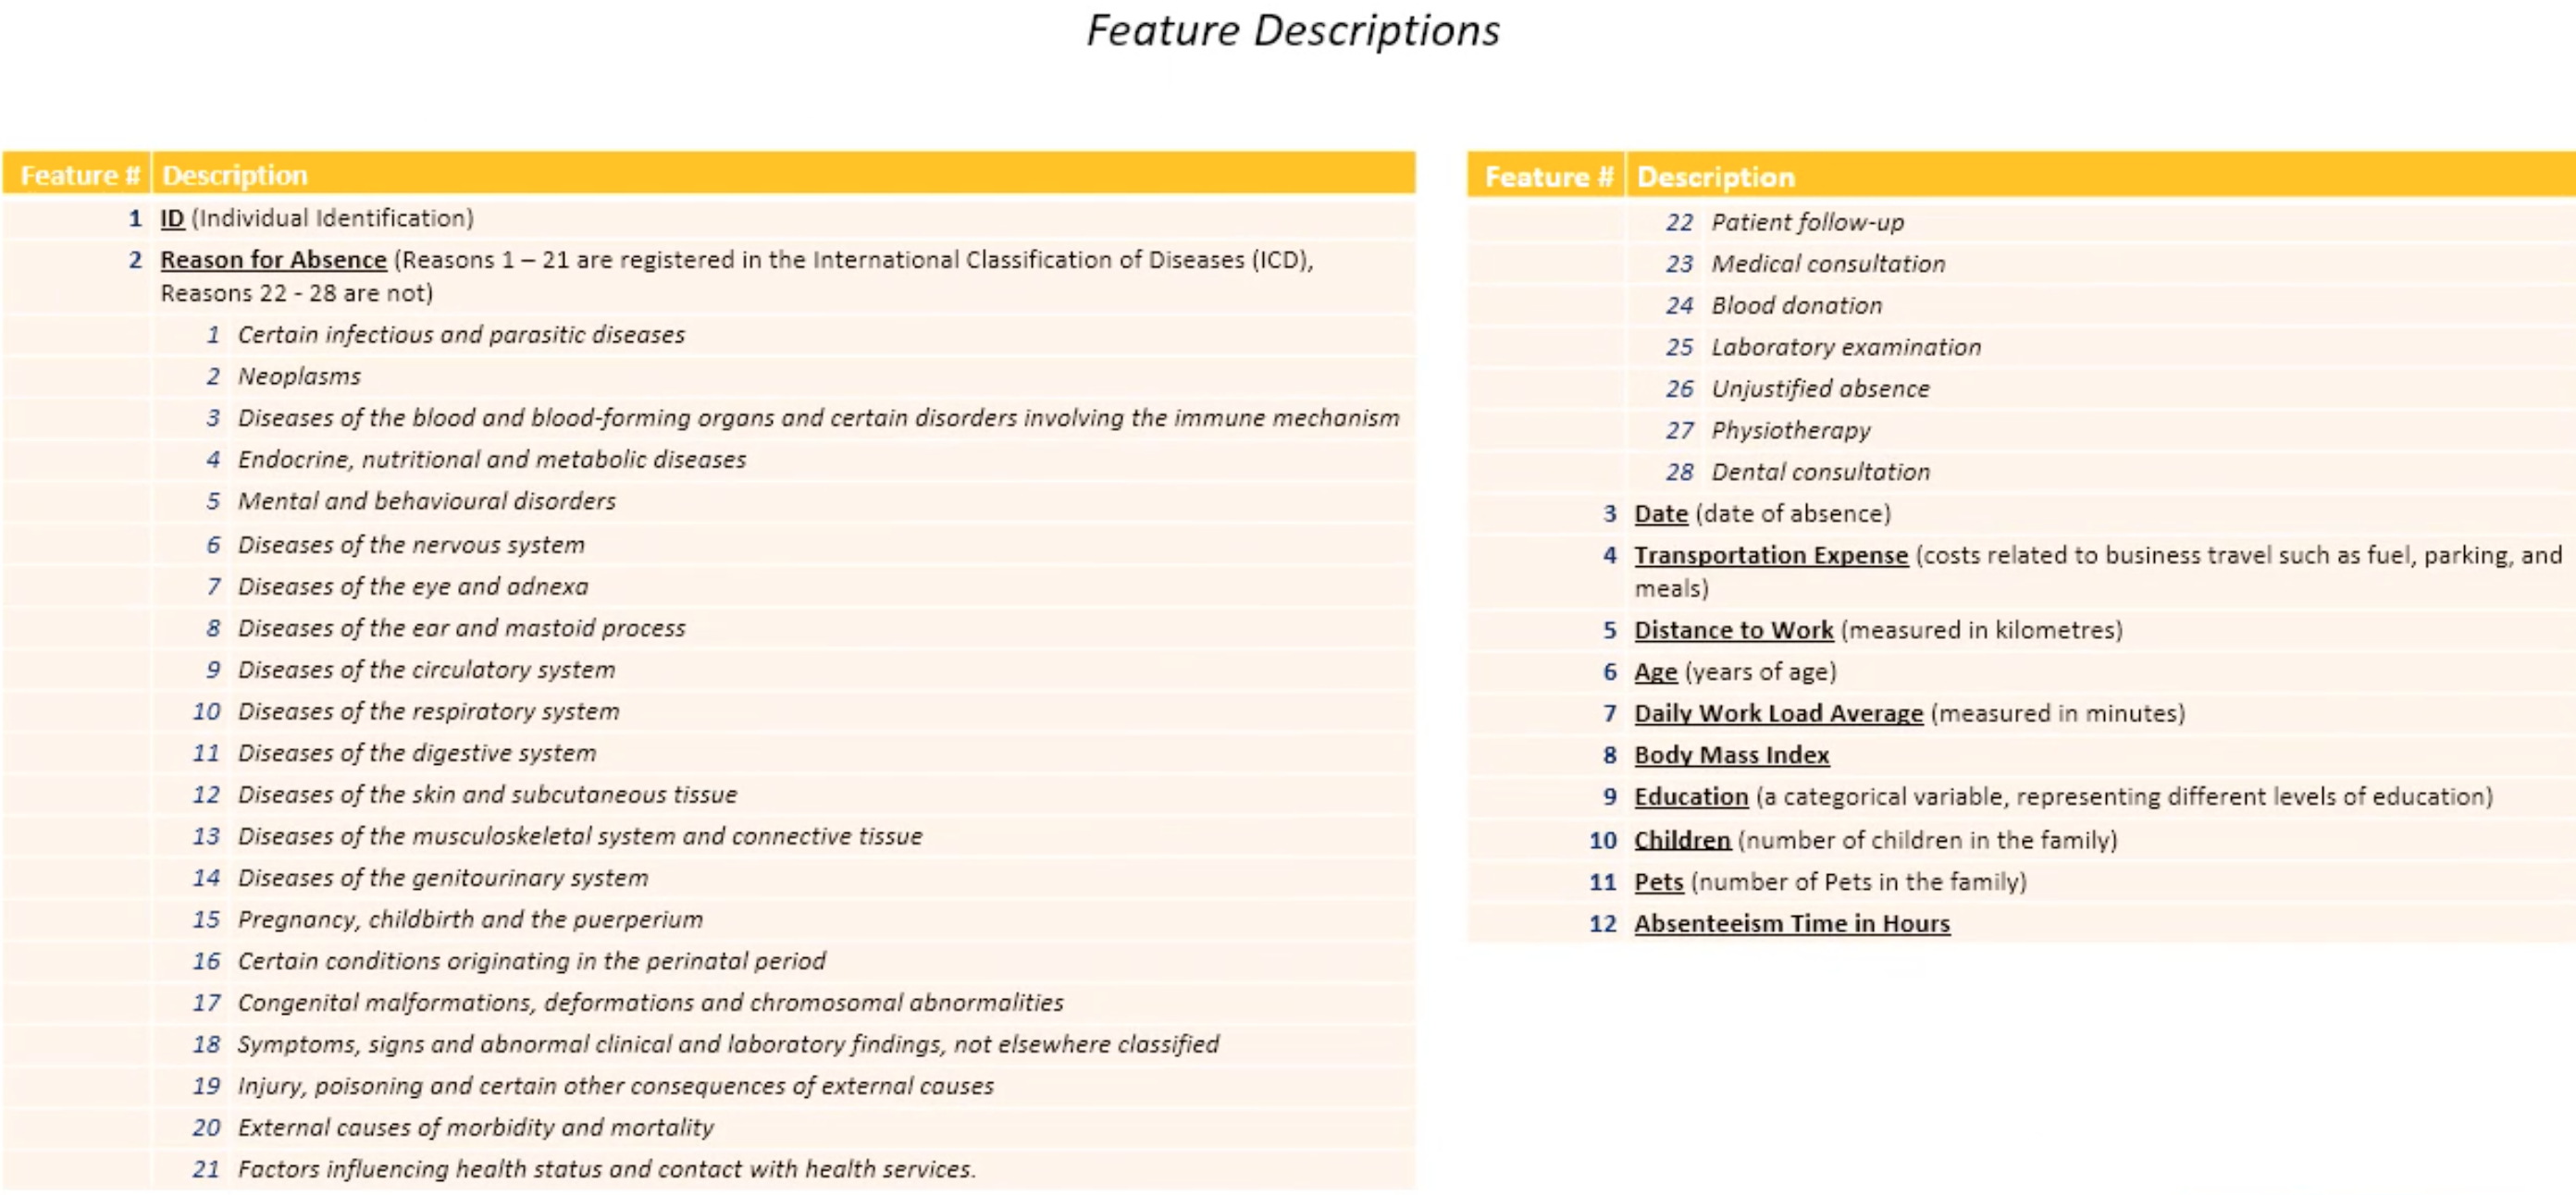 Feature Descriptions
Feature # Description
1 ID (Individual Identification)
2 Reason for Absence (Reasons 1 – 21 are registered in the International Classification of Diseases (ICD),
Reasons 22 - 28 are not)
1 Certain infectious and parasitic diseases
2 Neoplasms
3 Diseases of the blood and blood-forming organs and certain disorders involving the immune mechanism
4 Endocrine, nutritional and metabolic diseases
5 Mental and behavioural disorders
6 Diseases of the nervous system
7 Diseases of the eye and adnexa
8 Diseases of the ear and mastoid process
9 Diseases of the circulatory system
10 Diseases of the respiratory system
11 Diseases of the digestive system
12 Diseases of the skin and subcutaneous tissue
13 Diseases of the musculoskeletal system and connective tissue
14 Diseases of the genitourinary system
15 Pregnancy, childbirth and the puerperium
16 Certain conditions originating in the perinatal period
17 Congenital malformations, deformations and chromosomal abnormalities
18 Symptoms, signs and abnormal clinical and laboratory findings, not elsewhere classified
19 Injury, poisoning and certain other consequences of external causes
20 External causes of morbidity and mortality
21 Factors influencing health status and contact with health services.
Feature # Description
22 Patient follow-up
23 Medical consultation
24 Blood donation
25 Laboratory examination
26 Unjustified absence
27 Physiotherapy
28 Dental consultation
3 Date (date of absence)
4 Transportation Expense (costs related to business travel such as fuel, parking, and
meals)
5 Distance to Work (measured in kilometres)
6 Age (years of age)
7 Daily Work Load Average (measured in minutes)
8 Body Mass Index
9 Education (a categorical variable, representing different levels of education)
10 Children (number of children in the family)
11 Pets (number of Pets in the family)
12 Absenteeism Time in Hours